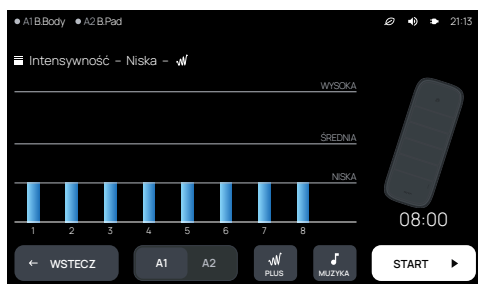 A1 B.Body A2 B.Pad 21:13
Intensywność – Niska –
WYSOKA
ŚREDNIA
NISKA
1 2 3 4 5 6 7 8
08:00
← WSTECZ A1 A2 PLUS MUZYKA START